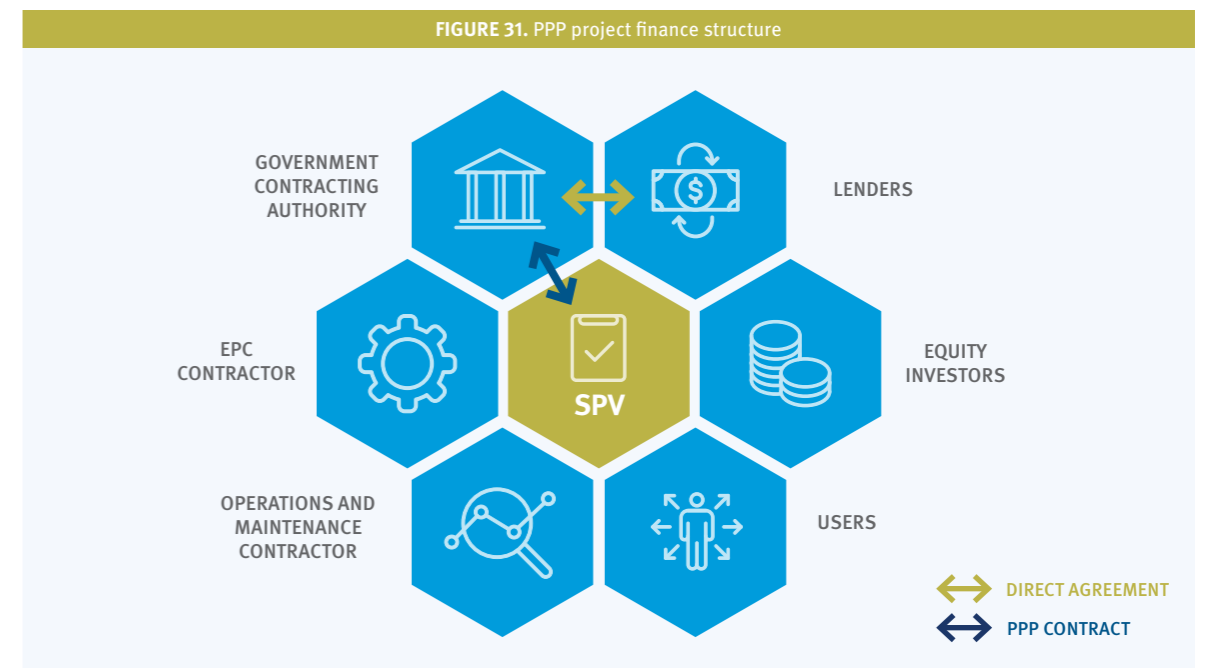 FIGURE 31. PPP project finance structure
GOVERNMENT
CONTRACTING
AUTHORITY
LENDERS
$
EPC
CONTRACTOR
SPV
EQUITY
INVESTORS
OPERATIONS AND
MAINTENANCE
CONTRACTOR
USERS
DIRECT AGREEMENT
PPP CONTRACT